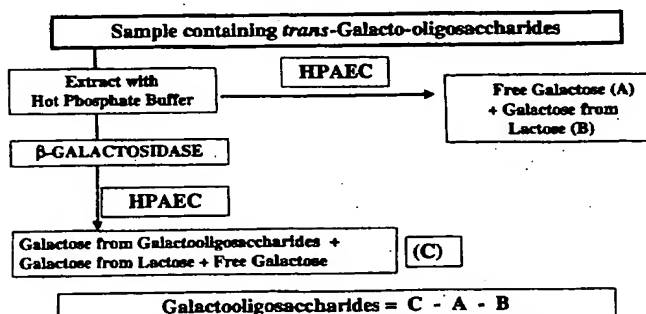 Sample containing trans-Galacto-oligosaccharides
Extract with
Hot Phosphate Buffer
HPAEC
Free Galactose (A)
+ Galactose from
Lactose (B)
β-GALACTOSIDASE
HPAEC
Galactose from Galactooligosaccharides +
Galactose from Lactose + Free Galactose
(C)
Galactooligosaccharides = C - A - B